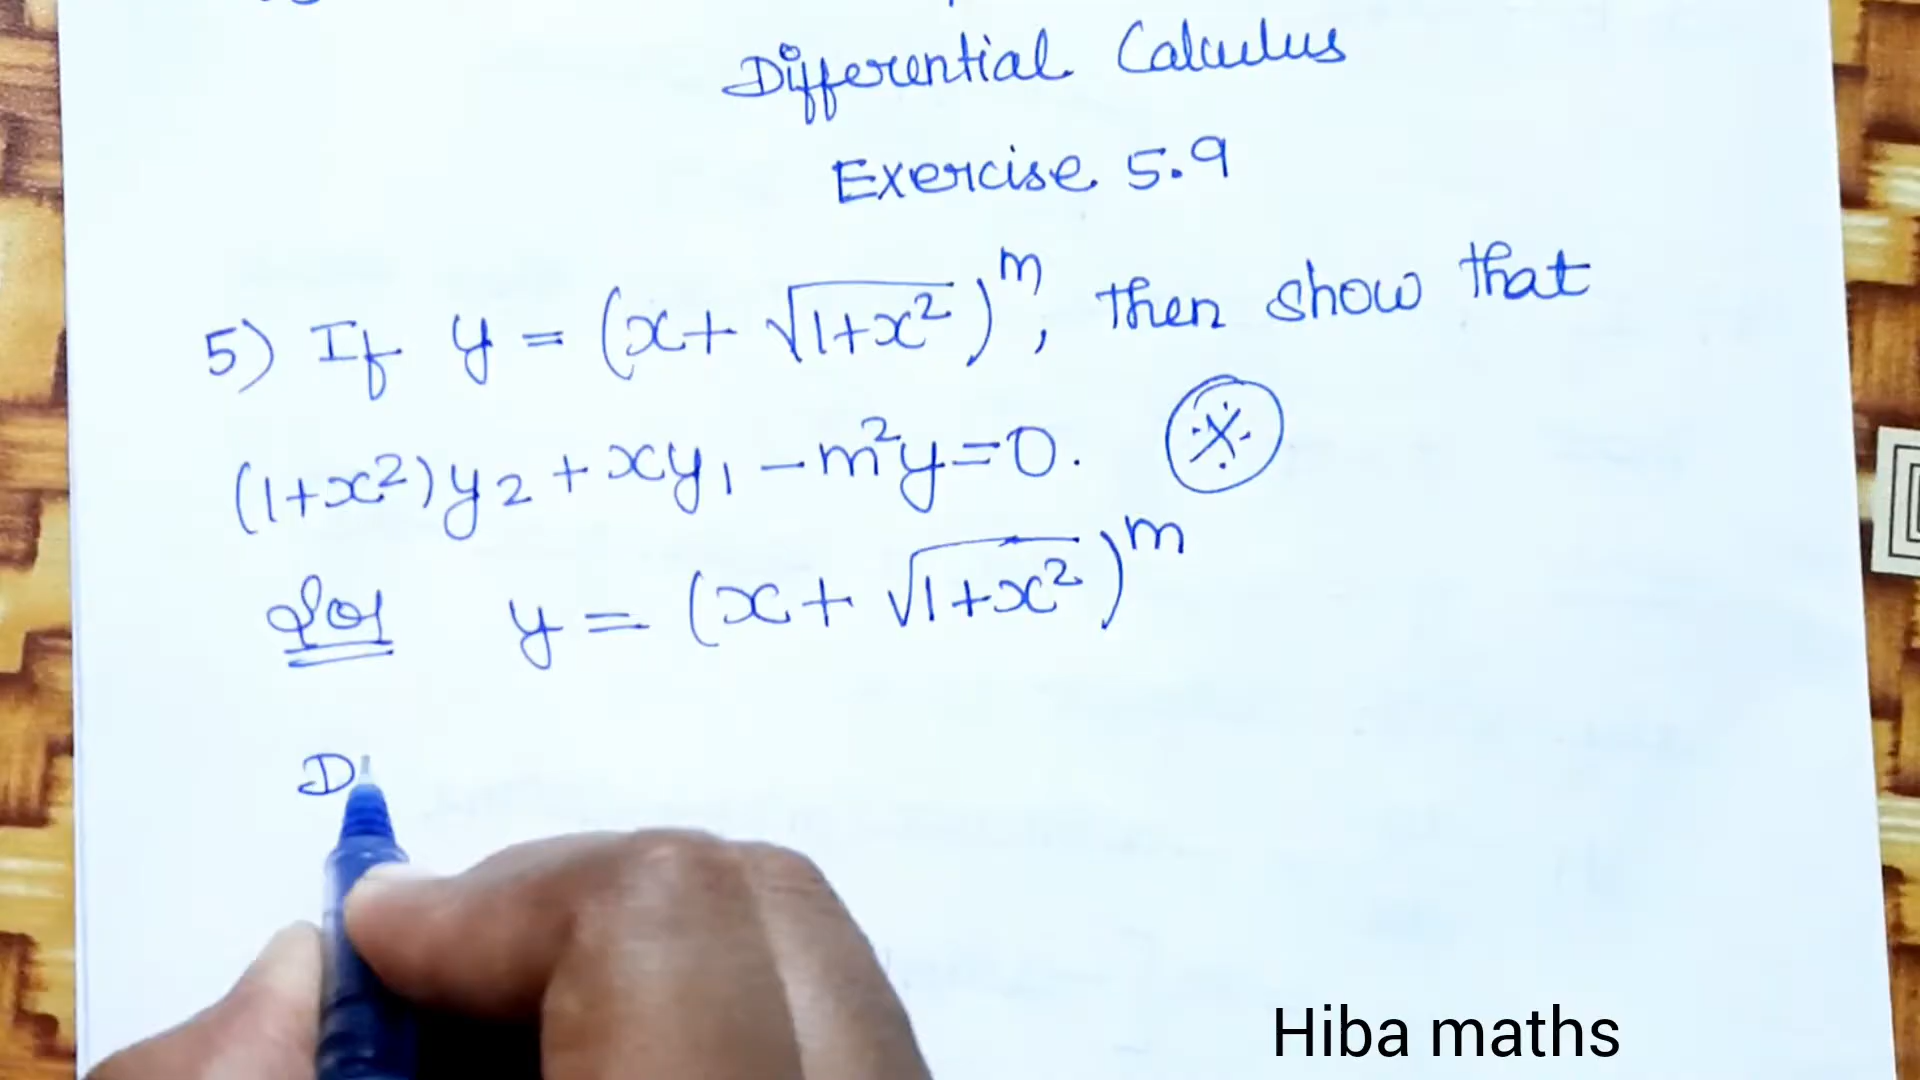 Differential Calculus
Exercise 5.9
5) If y = (x + √1+x²)ᵐ, then show that
(1+x²)y₂ + xy₁ - m²y = 0.
Sol y = (x + √1+x²)ᵐ
D
Hiba maths